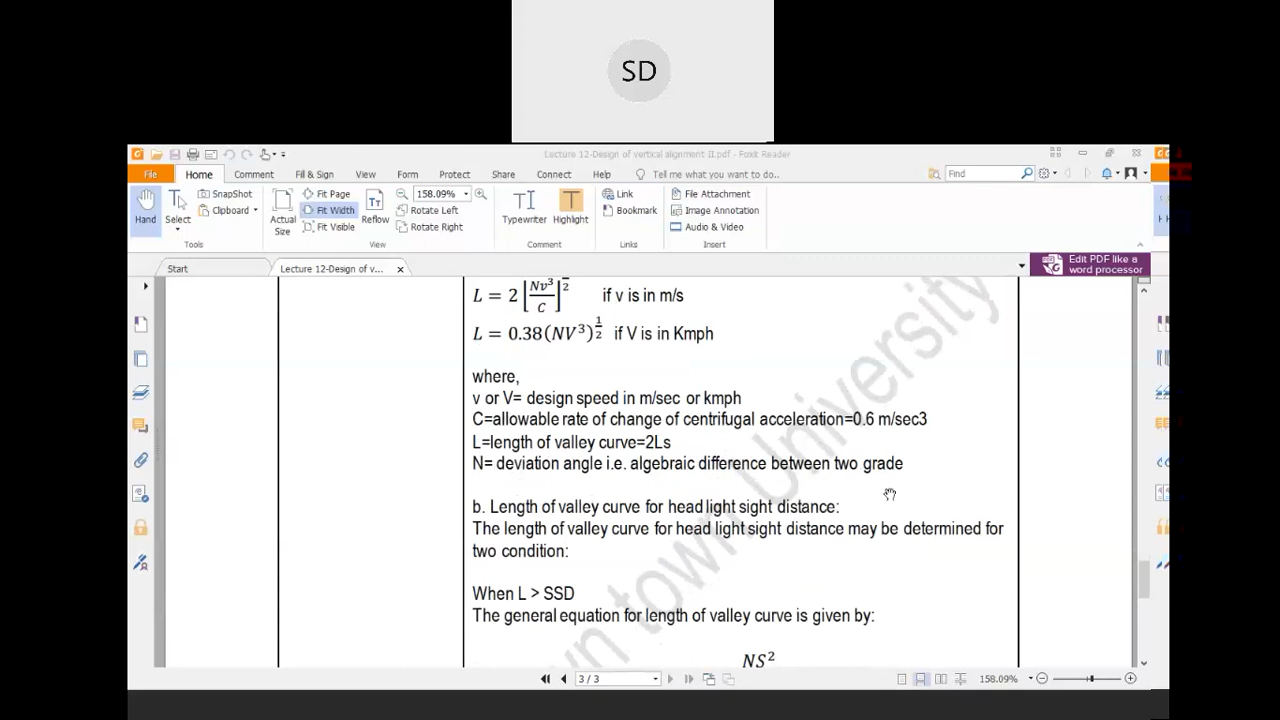 SD
Lecture 12-Design of vertical alignment II.pdf - Foxit Reader
File Home Comment Fill & Sign View Form Protect Share Connect Help Tell me what you want to do.. Find
Hand Select SnapShot Clipboard Actual Size Fit Page Fit Width Fit Visible Reflow 158.09% Rotate Left Rotate Right Typewriter Highlight Link Bookmark File Attachment Image Annotation Audio & Video
Tools View Comment Links Insert
Start Lecture 12-Design of v... Edit PDF like a word processor
L = 2 [Nv³/C]^½ if v is in m/s
L = 0.38(NV³)^½ if V is in Kmph
where,
v or V= design speed in m/sec or kmph
C=allowable rate of change of centrifugal acceleration=0.6 m/sec3
L=length of valley curve=2Ls
N= deviation angle i.e. algebraic difference between two grade
b. Length of valley curve for head light sight distance:
The length of valley curve for head light sight distance may be determined for
two condition:
When L > SSD
The general equation for length of valley curve is given by:
NS²
town University
3 / 3 158.09%